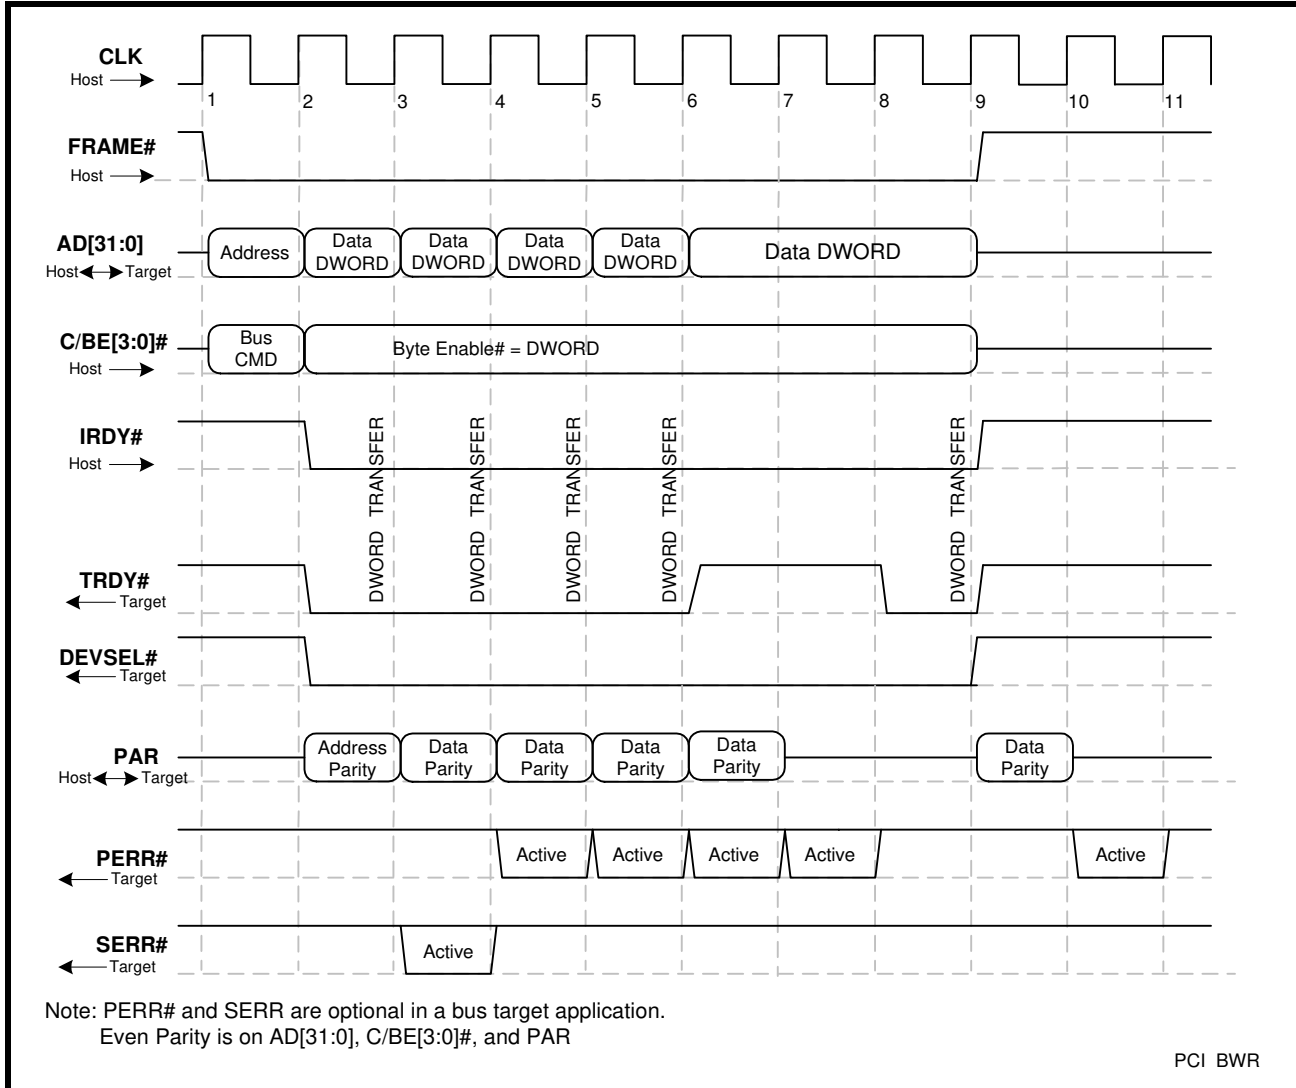 CLK
Host
1 2 3 4 5 6 7 8 9 10 11
FRAME#
Host
AD[31:0]
Host Target
Address
Data
DWORD
Data
DWORD
Data
DWORD
Data
DWORD
Data DWORD
C/BE[3:0]#
Host
Bus
CMD
Byte Enable# = DWORD
IRDY#
Host
DWORD TRANSFER
DWORD TRANSFER
DWORD TRANSFER
DWORD TRANSFER
DWORD TRANSFER
TRDY#
Target
DEVSEL#
Target
PAR
Host Target
Address
Parity
Data
Parity
Data
Parity
Data
Parity
Data
Parity
Data
Parity
PERR#
Target
Active
Active
Active
Active
Active
SERR#
Target
Active
Note: PERR# and SERR are optional in a bus target application.
Even Parity is on AD[31:0], C/BE[3:0]#, and PAR
PCI BWR